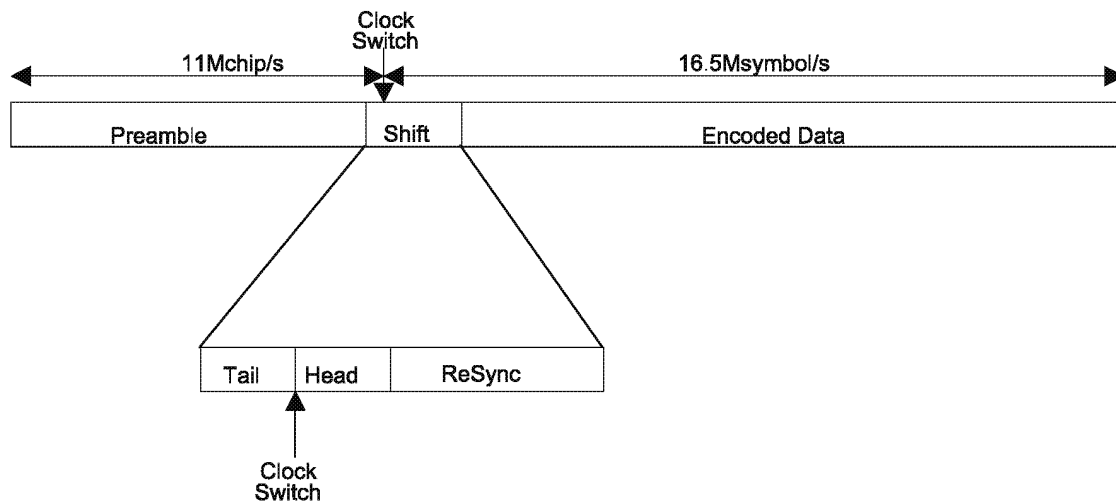 Clock
Switch
11Mchip/s
16.5Msymbol/s
Preamble
Shift
Encoded Data
Tail
Head
ReSync
Clock
Switch